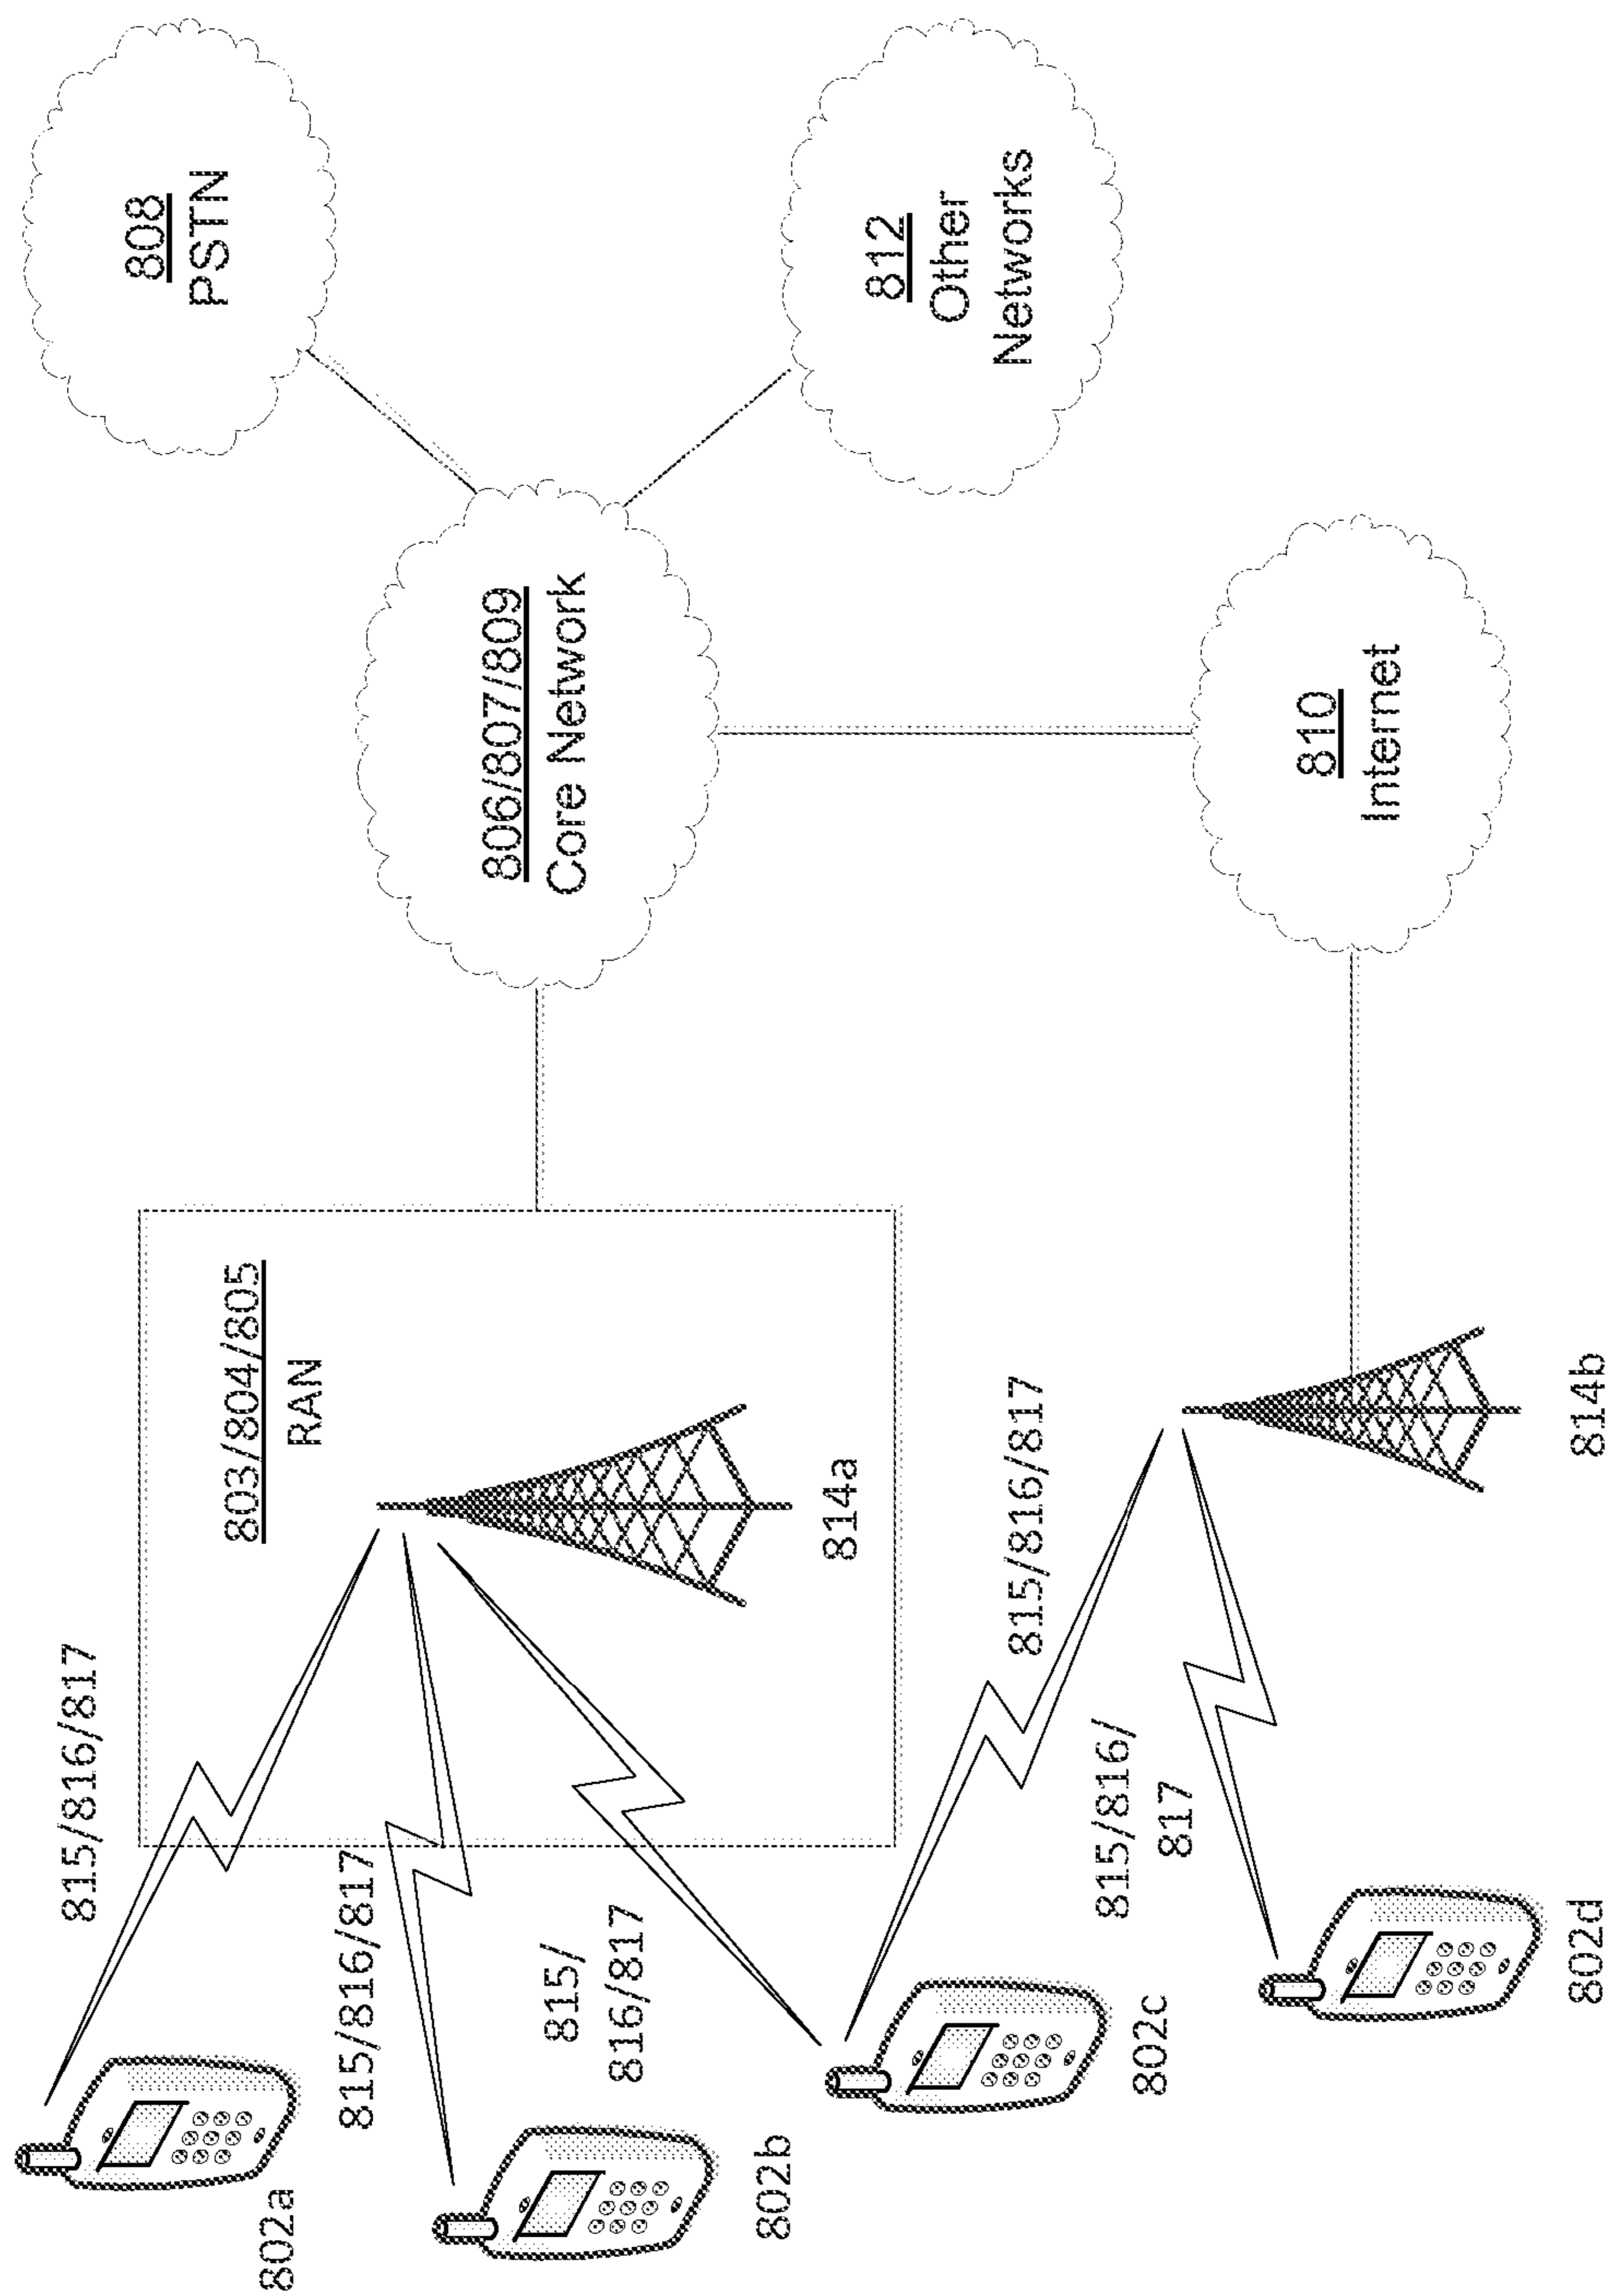 815/816/817
802a
803/804/805
RAN
815/816/817
802b
815/
816/817
814a
806/807/809
Core Network
808
PSTN
812
Other
Networks
815/816/817
802c
815/816/
817
802d
814b
810
Internet